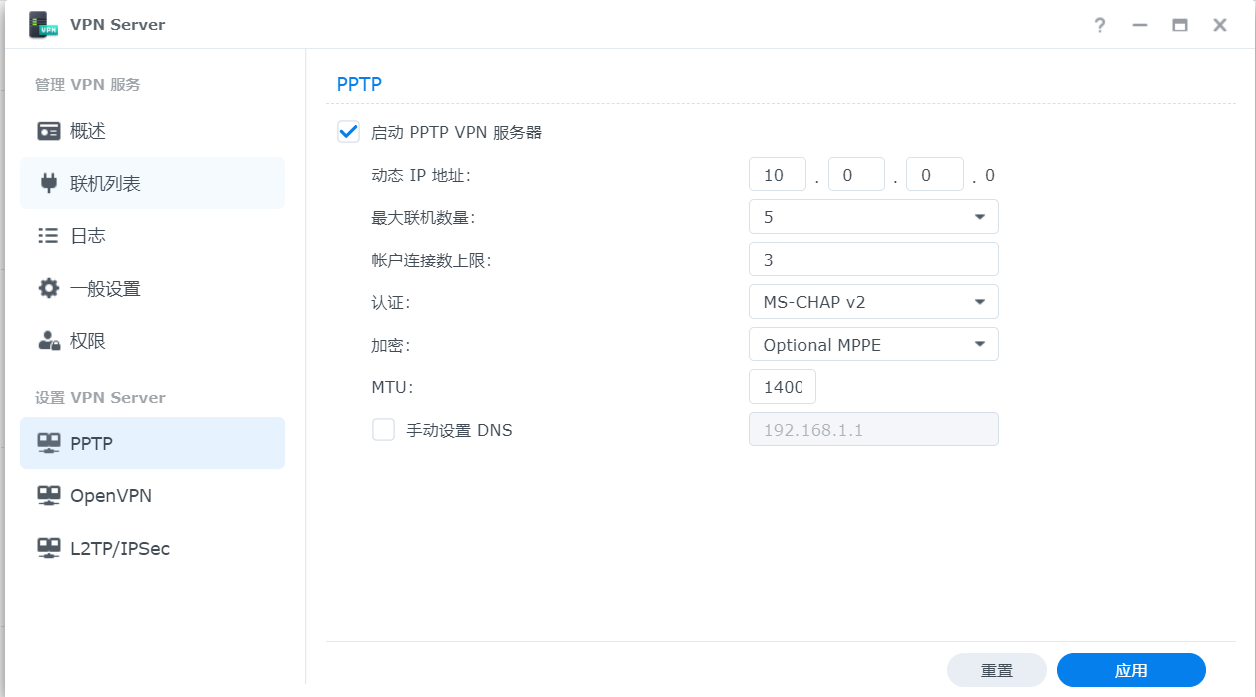 VPN Server
管理 VPN 服务
概述
联机列表
日志
一般设置
权限
设置 VPN Server
PPTP
OpenVPN
L2TP/IPSec
PPTP
启动 PPTP VPN 服务器
动态 IP 地址: 10 . 0 . 0 . 0
最大联机数量: 5
帐户连接数上限: 3
认证: MS-CHAP v2
加密: Optional MPPE
MTU: 1400
手动设置 DNS 192.168.1.1
重置 应用